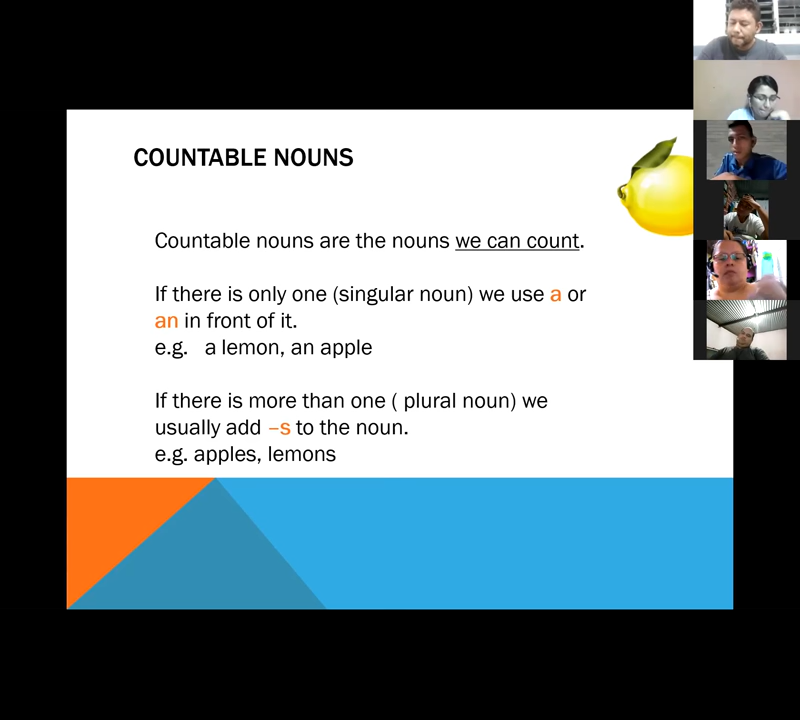 COUNTABLE NOUNS
Countable nouns are the nouns we can count.
If there is only one (singular noun) we use a or
an in front of it.
e.g. a lemon, an apple
If there is more than one ( plural noun) we
usually add –s to the noun.
e.g. apples, lemons